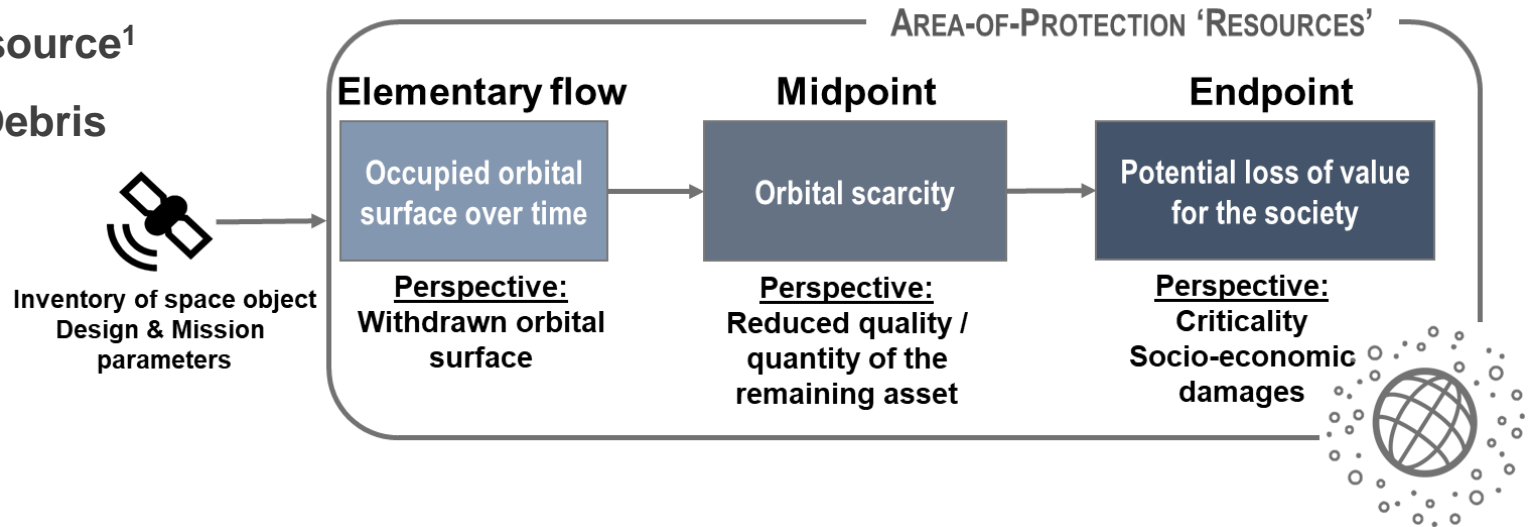 AREA-OF-PROTECTION ‘RESOURCES’
source¹
Debris
Elementary flow
Occupied orbital
surface over time
Perspective:
Withdrawn orbital
surface
Midpoint
Orbital scarcity
Perspective:
Reduced quality /
quantity of the
remaining asset
Endpoint
Potential loss of value
for the society
Perspective:
Criticality
Socio-economic
damages
Inventory of space object
Design & Mission
parameters